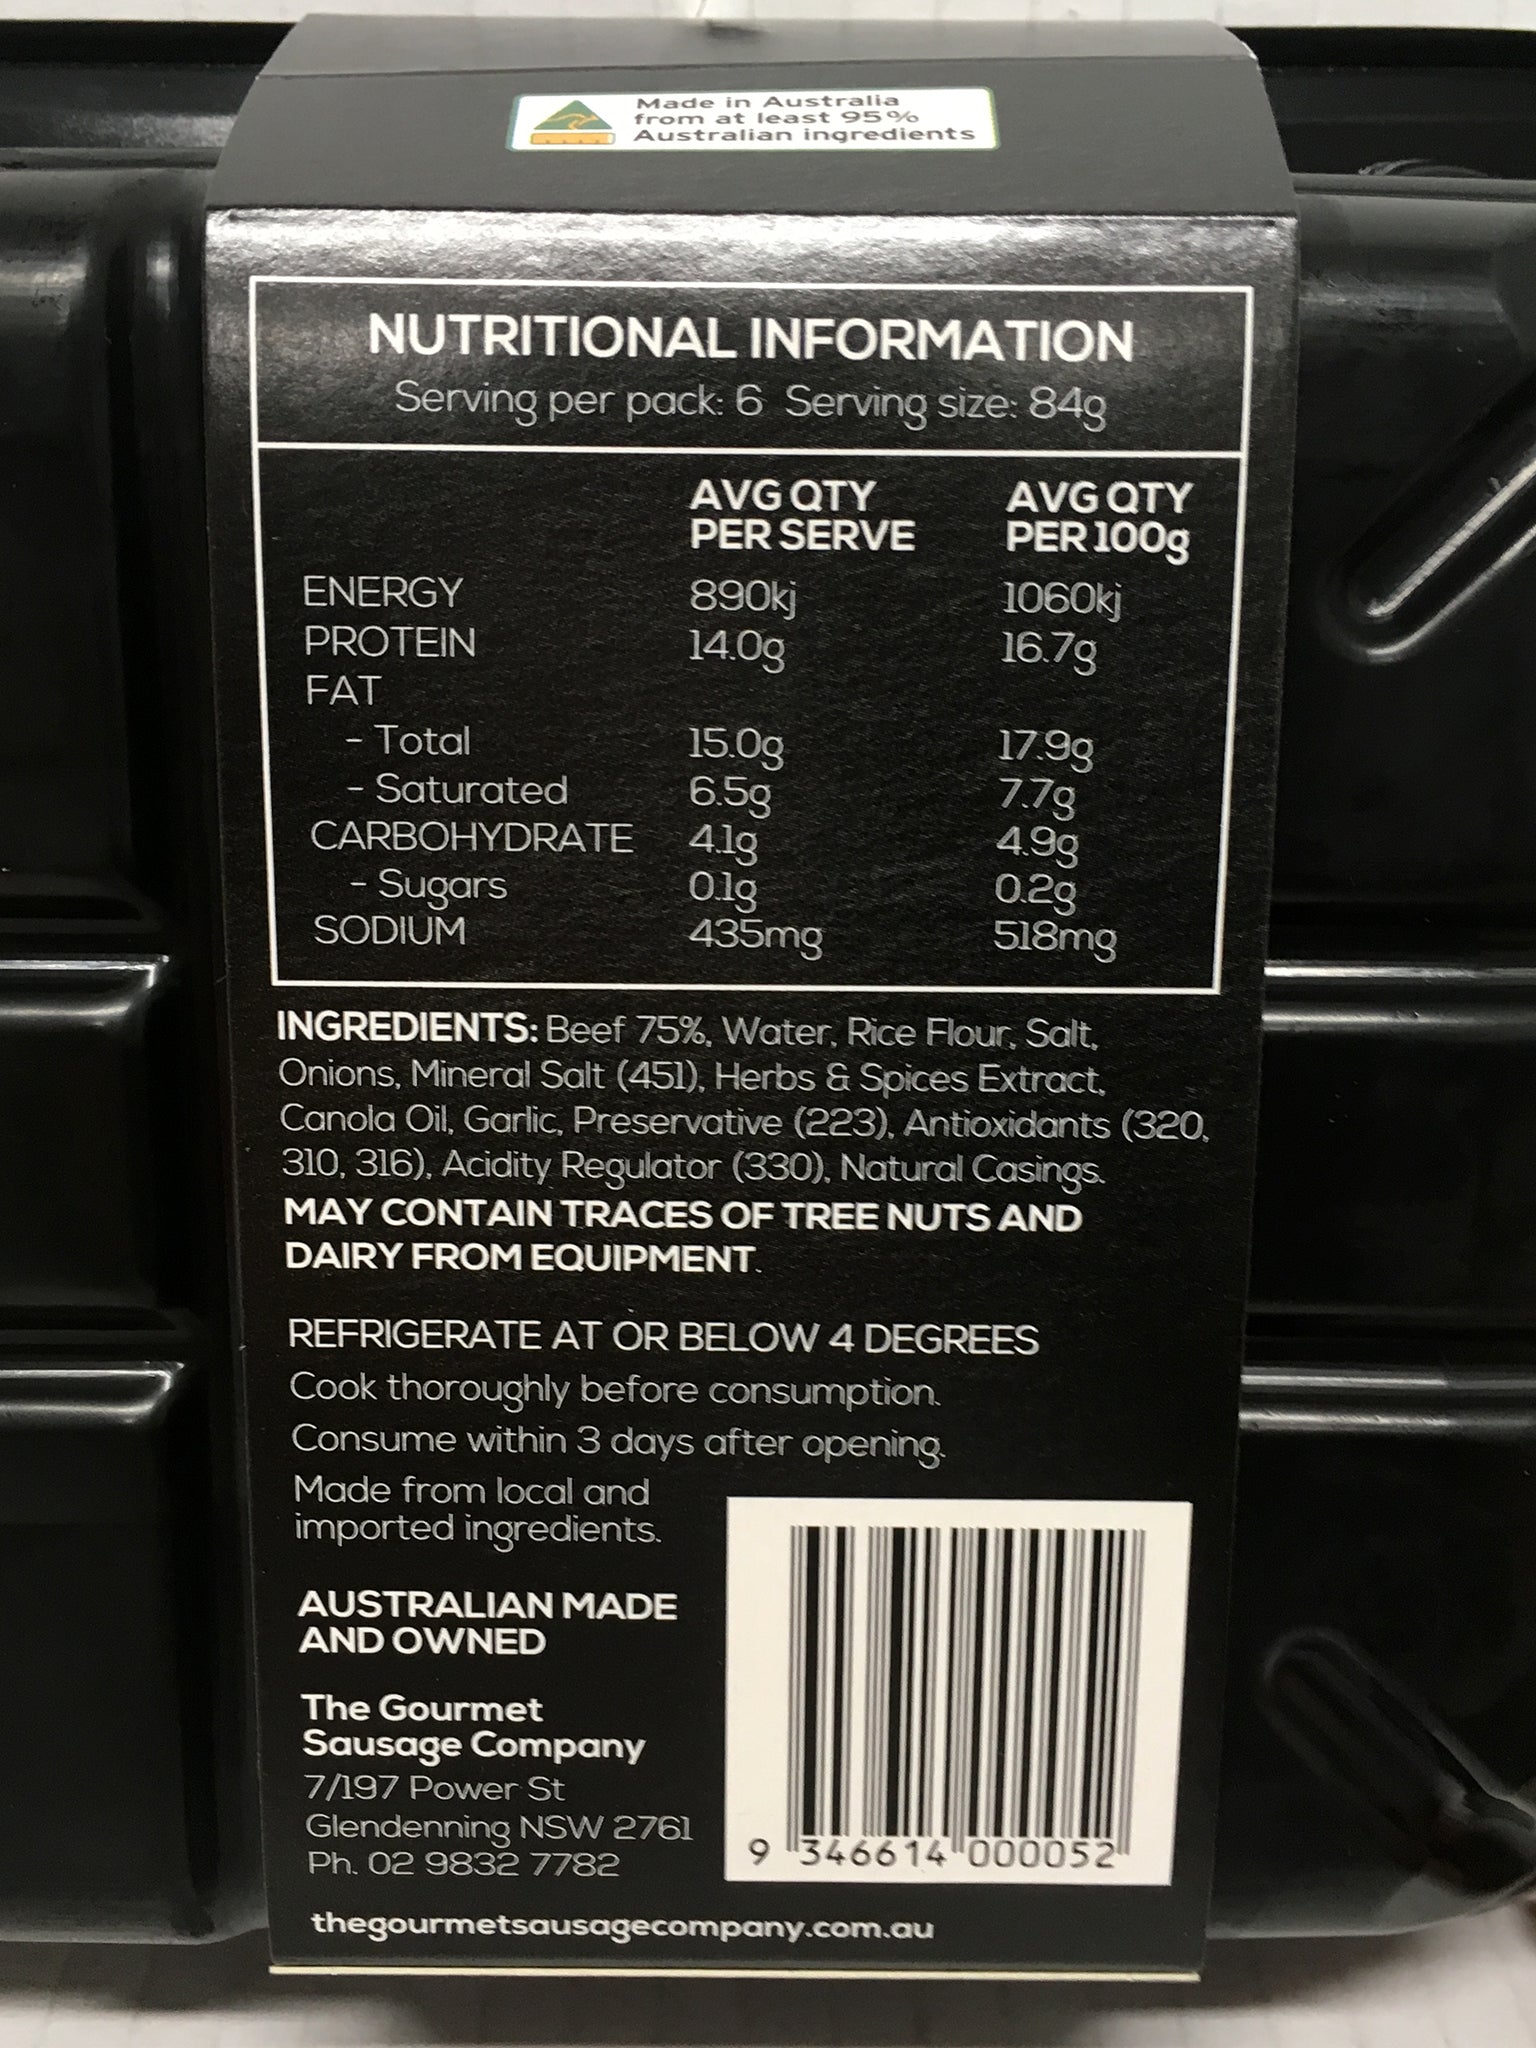 Made in Australia
from at least 95%
Australian ingredients
NUTRITIONAL INFORMATION
Serving per pack: 6 Serving size: 84g
AVG QTY PER SERVE AVG QTY PER 100g
ENERGY 890kj 1060kj
PROTEIN 14.0g 16.7g
FAT
- Total 15.0g 17.9g
- Saturated 6.5g 7.7g
CARBOHYDRATE 4.1g 4.9g
- Sugars 0.1g 0.2g
SODIUM 435mg 518mg
INGREDIENTS: Beef 75%, Water, Rice Flour, Salt,
Onions, Mineral Salt (451), Herbs & Spices Extract,
Canola Oil, Garlic, Preservative (223), Antioxidants (320,
310, 316), Acidity Regulator (330), Natural Casings.
MAY CONTAIN TRACES OF TREE NUTS AND
DAIRY FROM EQUIPMENT.
REFRIGERATE AT OR BELOW 4 DEGREES
Cook thoroughly before consumption.
Consume within 3 days after opening.
Made from local and
imported ingredients.
AUSTRALIAN MADE
AND OWNED
The Gourmet
Sausage Company
7/197 Power St
Glendenning NSW 2761
Ph. 02 9832 7782
9 346614 000052
thegourmetsausagecompany.com.au